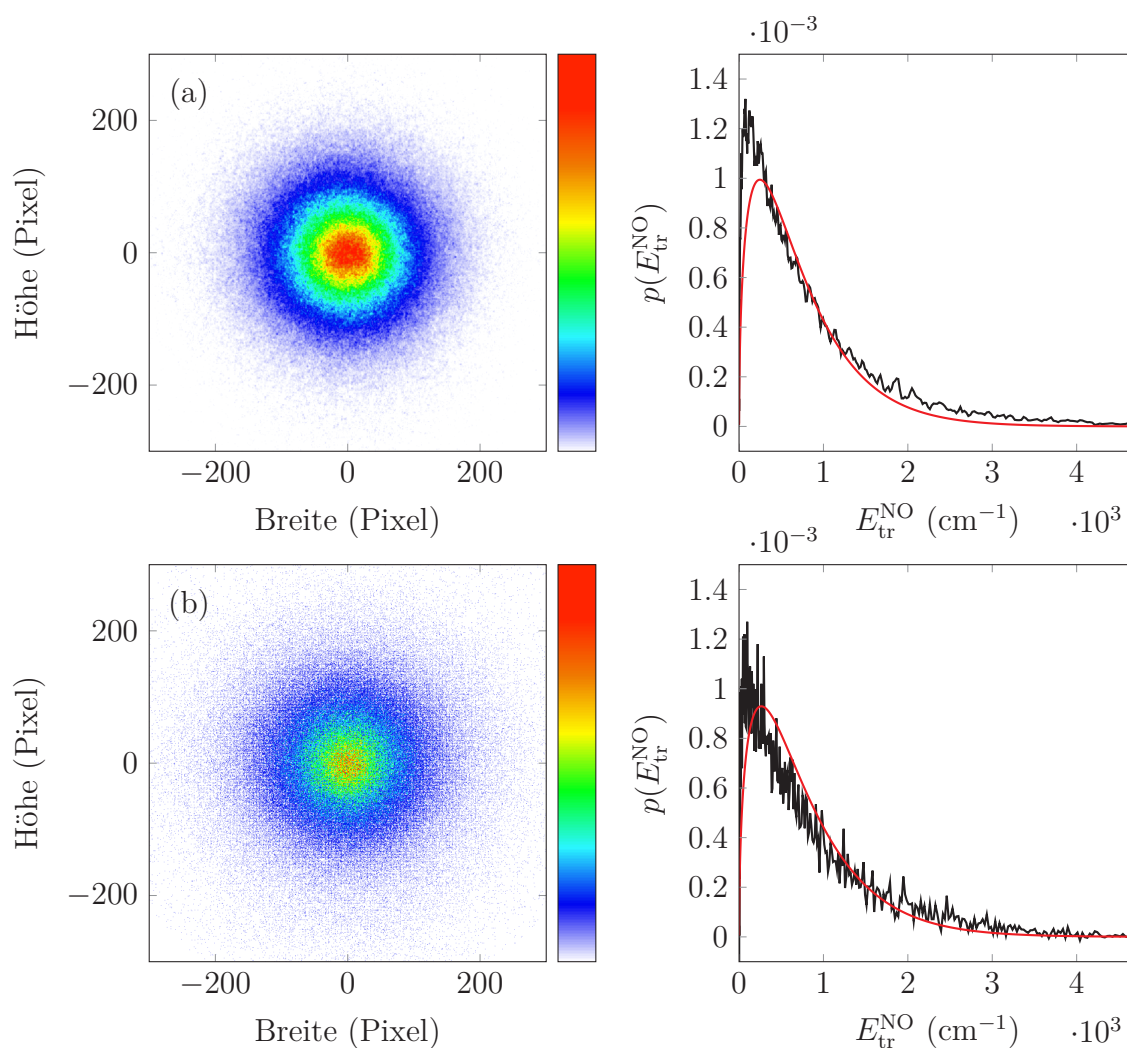 (a)
200
0
−200
Höhe (Pixel)
−200 0 200
Breite (Pixel)
·10⁻³
1.4
1.2
1
0.8
0.6
0.4
0.2
0
p(E_tr^NO)
0 1 2 3 4
E_tr^NO (cm⁻¹) ·10³
(b)
200
0
−200
Höhe (Pixel)
−200 0 200
Breite (Pixel)
·10⁻³
1.4
1.2
1
0.8
0.6
0.4
0.2
0
p(E_tr^NO)
0 1 2 3 4
E_tr^NO (cm⁻¹) ·10³